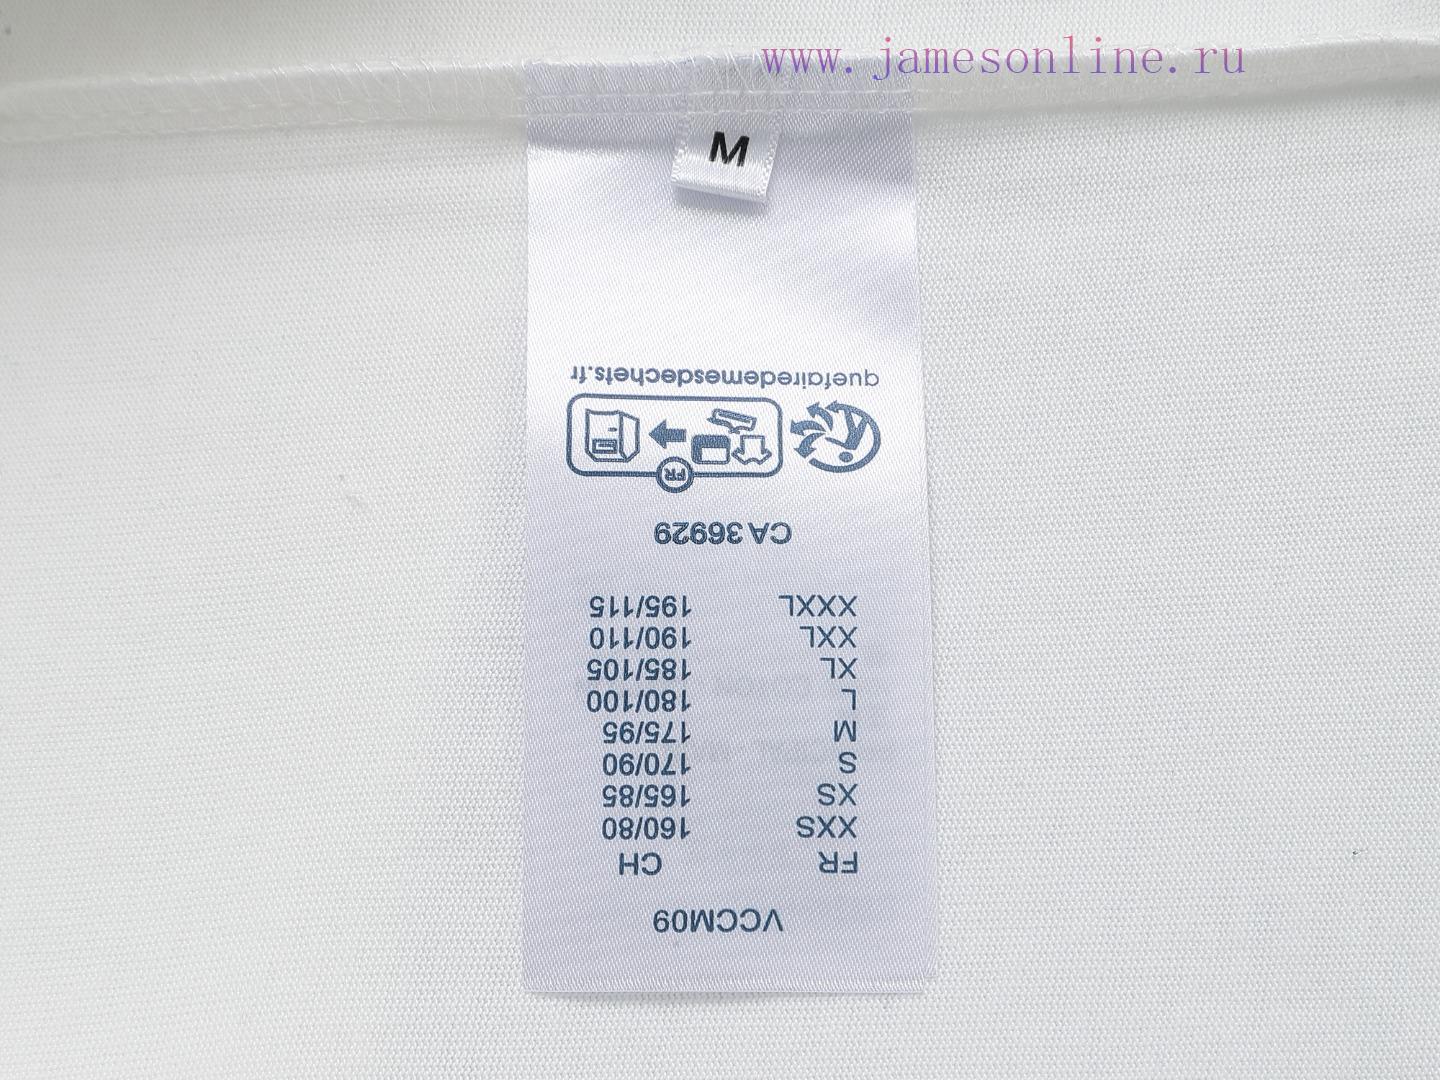 www.jamesonline.ru
M
VCCM09
FR CH
XXS 160/80
XS 165/85
S 170/90
M 175/95
L 180/100
XL 185/105
XXL 190/110
XXXL 195/115
CA 36929
FR
quefairedemesdechets.fr